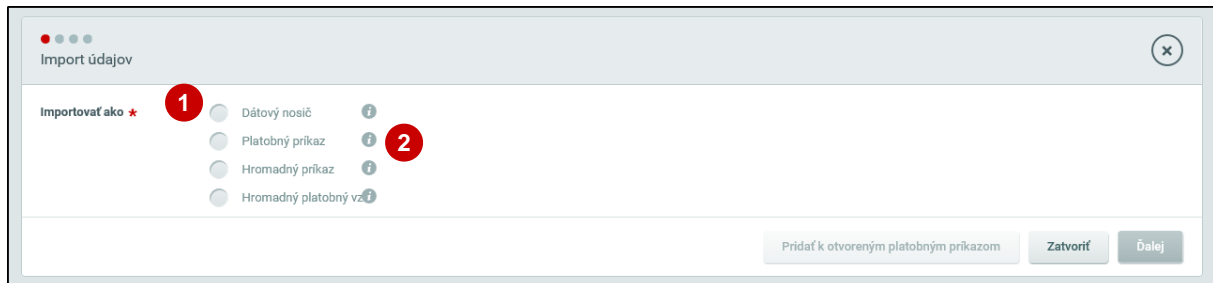 Import údajov
Importovať ako * 1 Dátový nosič i
Platobný príkaz i 2
Hromadný príkaz i
Hromadný platobný vz i
Pridať k otvoreným platobným príkazom Zatvoriť Ďalej